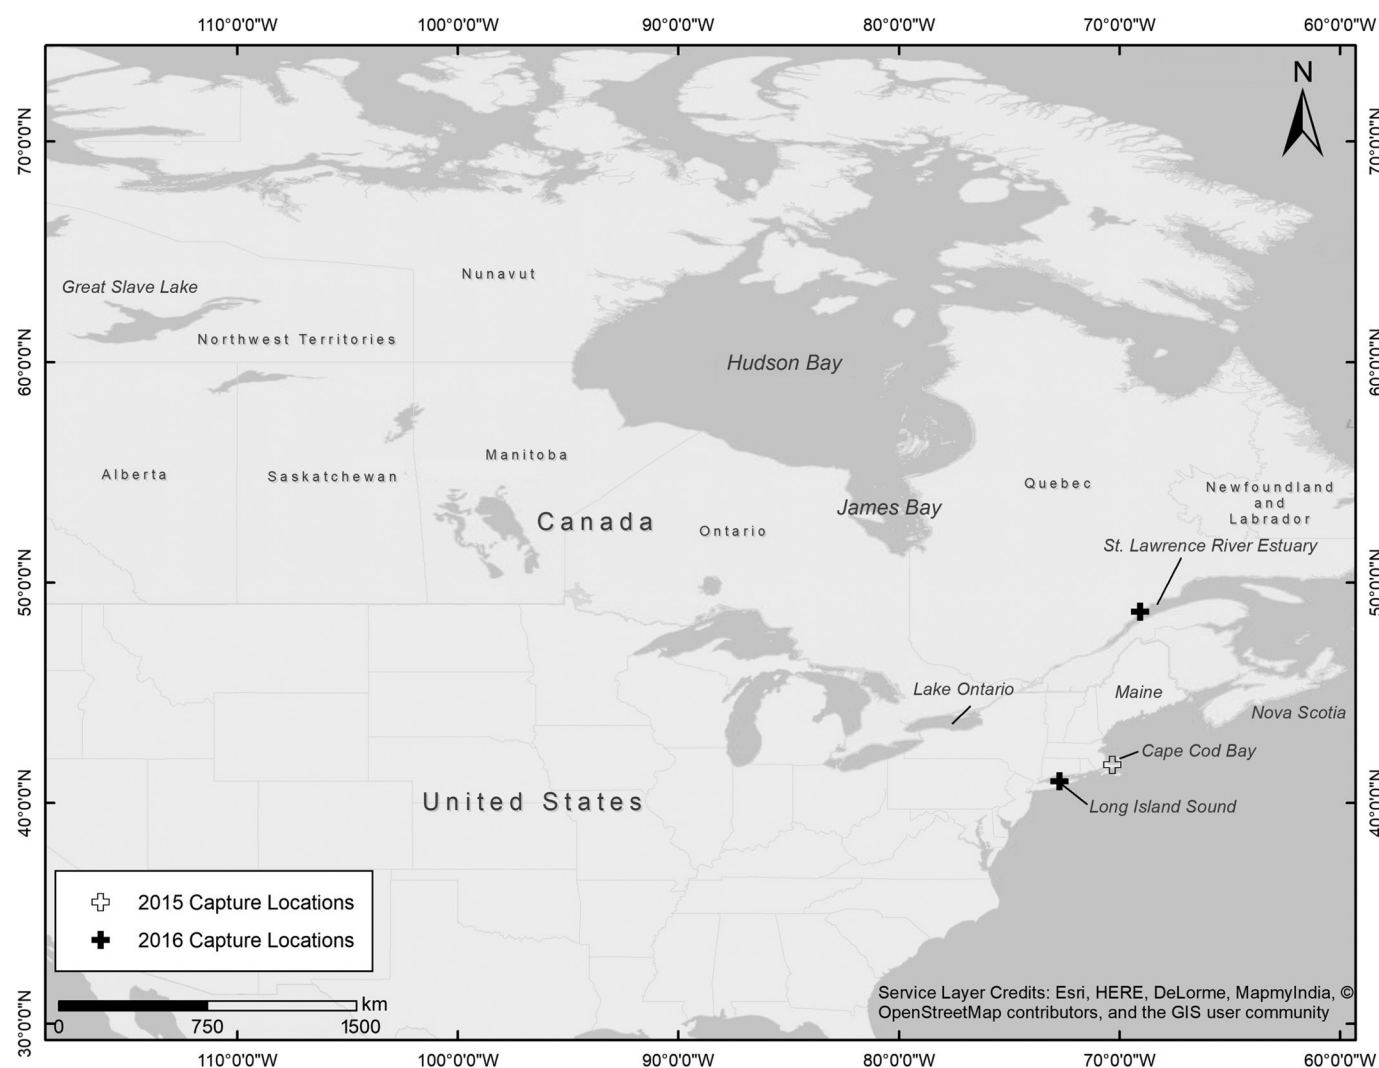 110°0'0"W 100°0'0"W 90°0'0"W 80°0'0"W 70°0'0"W 60°0'0"W
N
70°0'0"N
70°0'0"N
Nunavut
Great Slave Lake
Northwest Territories
60°0'0"N
Hudson Bay
60°0'0"N
Manitoba
Alberta
Saskatchewan
Quebec
Newfoundland
and
Labrador
James Bay
Canada
Ontario
St. Lawrence River Estuary
50°0'0"N
50°0'0"N
Lake Ontario
Maine
Nova Scotia
Cape Cod Bay
40°0'0"N
United States
Long Island Sound
40°0'0"N
2015 Capture Locations
2016 Capture Locations
km
0 750 1500
30°0'0"N
Service Layer Credits: Esri, HERE, DeLorme, MapmyIndia, ©
OpenStreetMap contributors, and the GIS user community
110°0'0"W 100°0'0"W 90°0'0"W 80°0'0"W 70°0'0"W 60°0'0"W